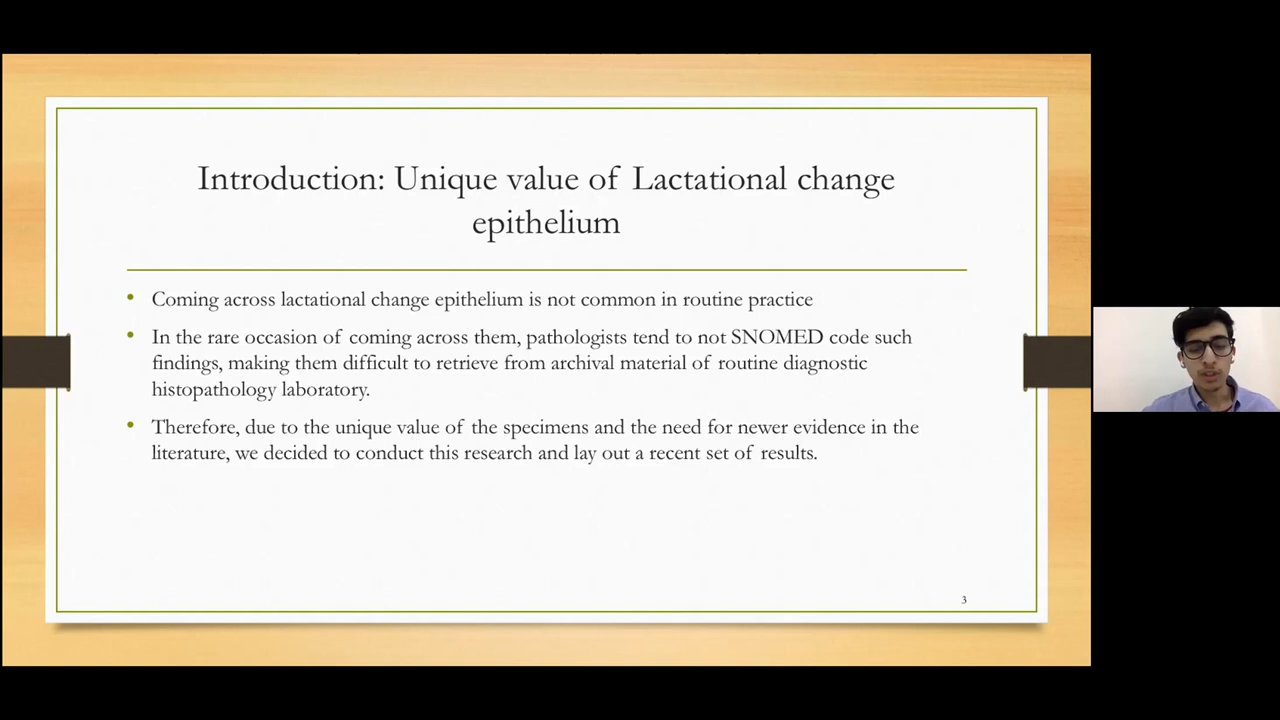 Introduction: Unique value of Lactational change
epithelium
• Coming across lactational change epithelium is not common in routine practice
• In the rare occasion of coming across them, pathologists tend to not SNOMED code such
findings, making them difficult to retrieve from archival material of routine diagnostic
histopathology laboratory.
• Therefore, due to the unique value of the specimens and the need for newer evidence in the
literature, we decided to conduct this research and lay out a recent set of results.
3